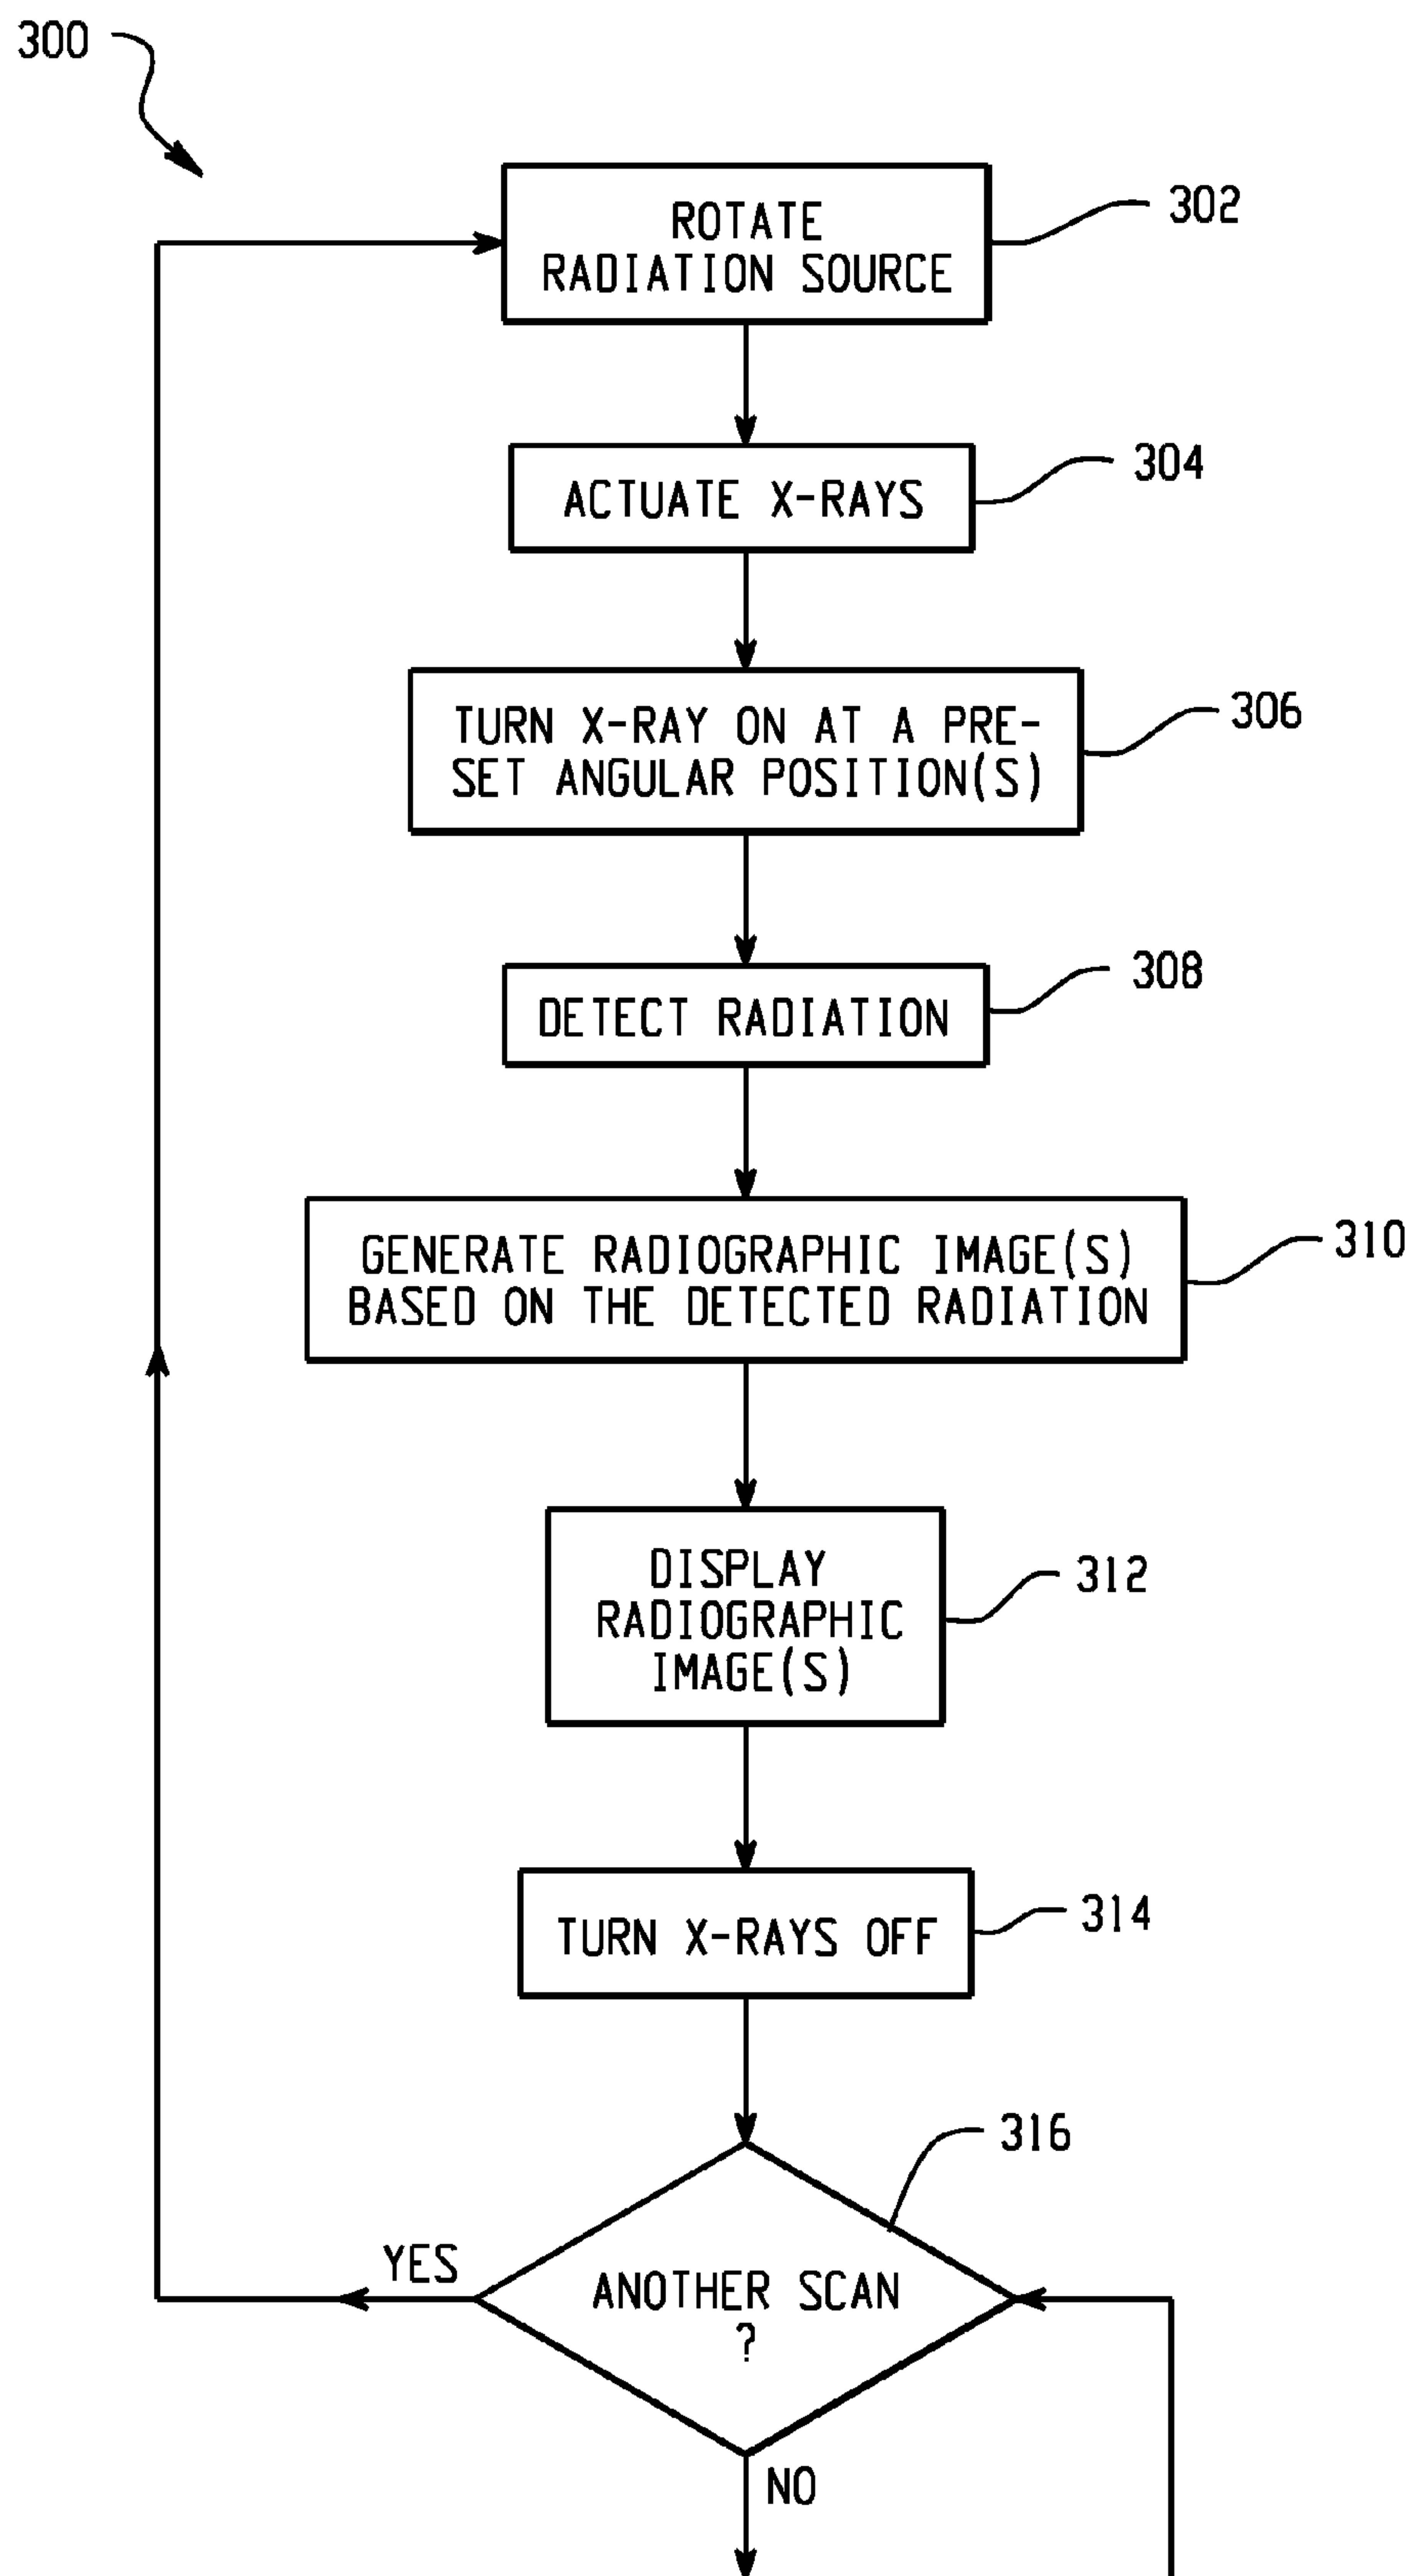 300
ROTATE
RADIATION SOURCE
302
ACTUATE X-RAYS
304
TURN X-RAY ON AT A PRE-
SET ANGULAR POSITION(S)
306
DETECT RADIATION
308
GENERATE RADIOGRAPHIC IMAGE(S)
BASED ON THE DETECTED RADIATION
310
DISPLAY
RADIOGRAPHIC
IMAGE(S)
312
TURN X-RAYS OFF
314
316
YES
ANOTHER SCAN
?
NO